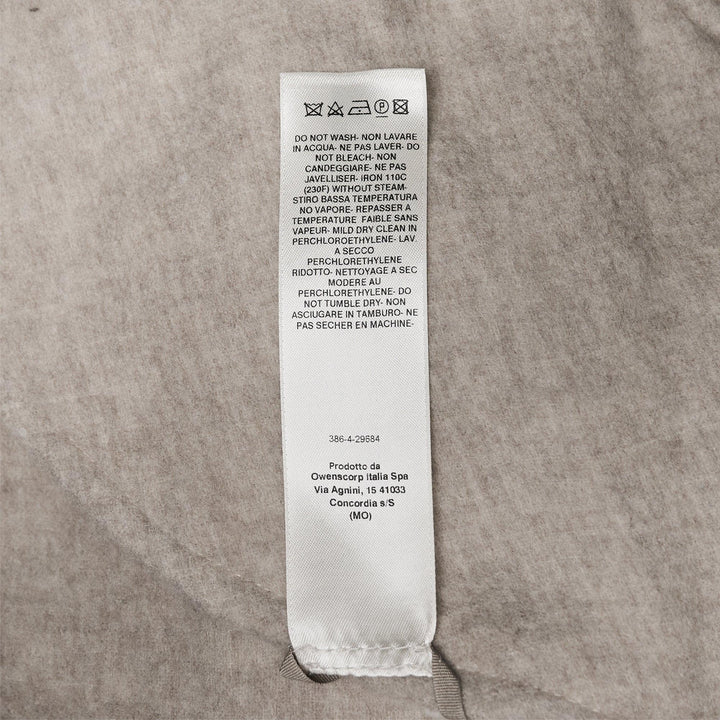 P
DO NOT WASH- NON LAVARE
IN ACQUA- NE PAS LAVER- DO
NOT BLEACH- NON
CANDEGGIARE- NE PAS
JAVELLISER- IRON 110C
(230F) WITHOUT STEAM-
STIRO BASSA TEMPERATURA
NO VAPORE- REPASSER A
TEMPERATURE FAIBLE SANS
VAPEUR- MILD DRY CLEAN IN
PERCHLOROETHYLENE- LAV.
A SECCO
PERCHLORETHYLENE
RIDOTTO- NETTOYAGE A SEC
MODERE AU
PERCHLORETHYLENE- DO
NOT TUMBLE DRY- NON
ASCIUGARE IN TAMBURO- NE
PAS SECHER EN MACHINE-
386-4-29684
Prodotto da
Owenscorp Italia Spa
Via Agnini, 15 41033
Concordia s/S
(MO)